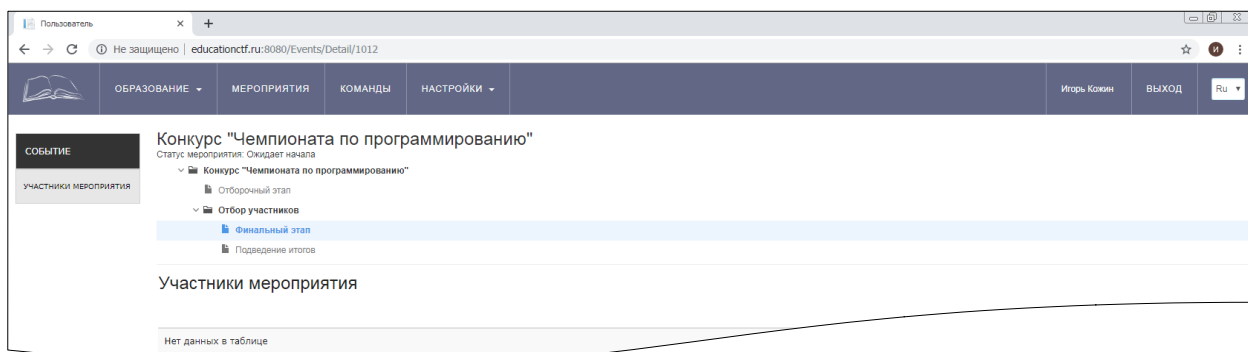 Пользователь
Не защищено | educationctf.ru:8080/Events/Detail/1012
И
ОБРАЗОВАНИЕ МЕРОПРИЯТИЯ КОМАНДЫ НАСТРОЙКИ Игорь Кожин ВЫХОД Ru
СОБЫТИЕ
УЧАСТНИКИ МЕРОПРИЯТИЯ
Конкурс "Чемпионата по программированию"
Статус мероприятия: Ожидает начала
Конкурс "Чемпионата по программированию"
Отборочный этап
Отбор участников
Финальный этап
Подведение итогов
Участники мероприятия
Нет данных в таблице